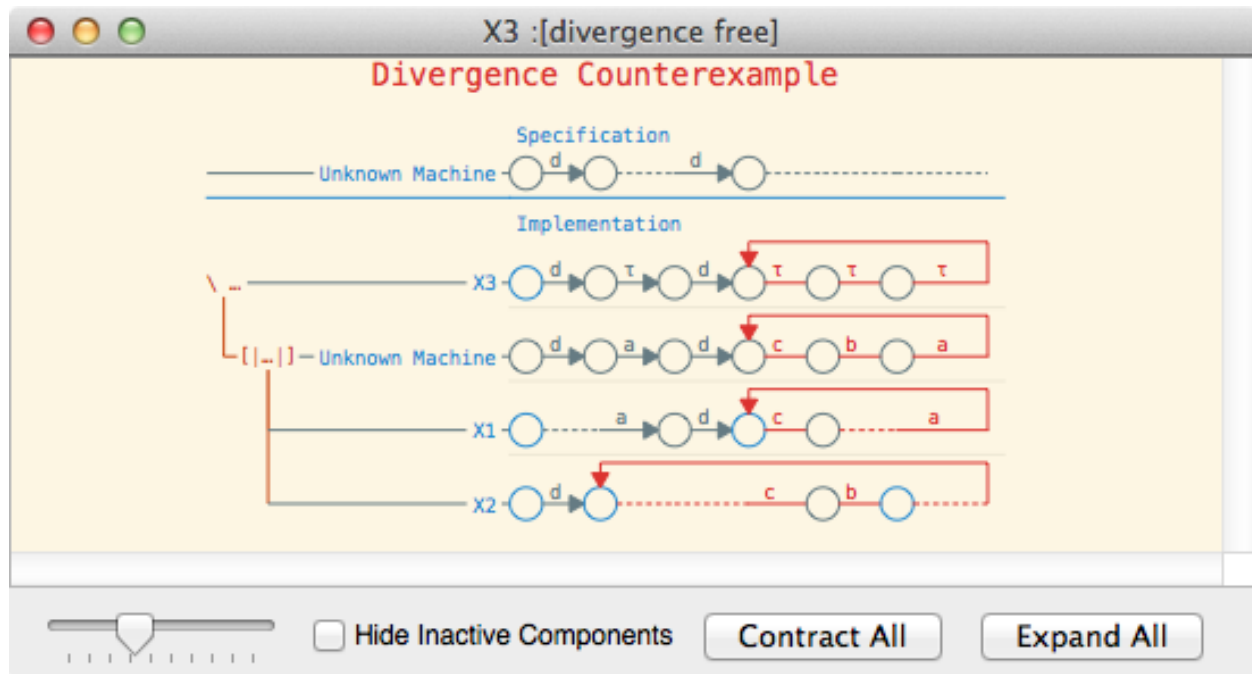 X3 :[divergence free]
Divergence Counterexample
Specification
Unknown Machine d d
Implementation
\ … X3 d τ d τ τ τ
[|…|] Unknown Machine d a d c b a
X1 a d c a
X2 d c b
Hide Inactive Components Contract All Expand All